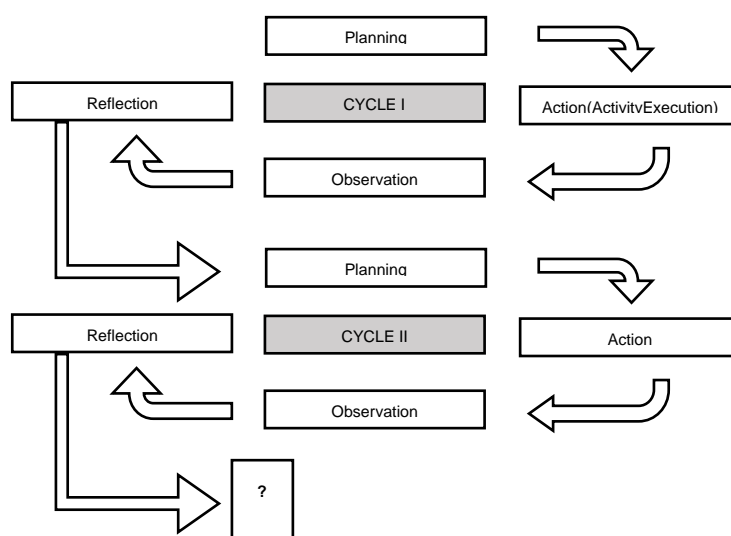 Planning
Reflection
CYCLE I
Action(ActivityExecution)
Observation
Planning
Reflection
CYCLE II
Action
Observation
?